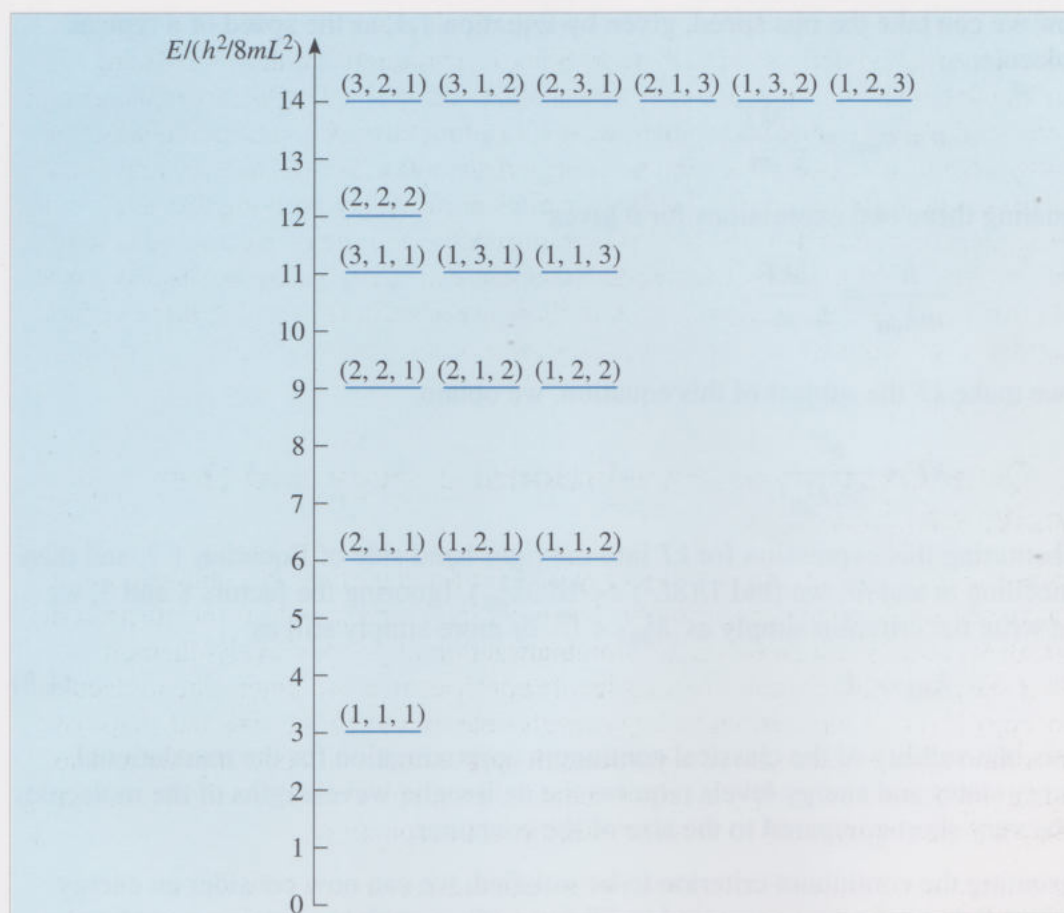 E/(h²/8mL²)
14 (3, 2, 1) (3, 1, 2) (2, 3, 1) (2, 1, 3) (1, 3, 2) (1, 2, 3)
13
12 (2, 2, 2)
11 (3, 1, 1) (1, 3, 1) (1, 1, 3)
10
9 (2, 2, 1) (2, 1, 2) (1, 2, 2)
8
7
6 (2, 1, 1) (1, 2, 1) (1, 1, 2)
5
4
3 (1, 1, 1)
2
1
0